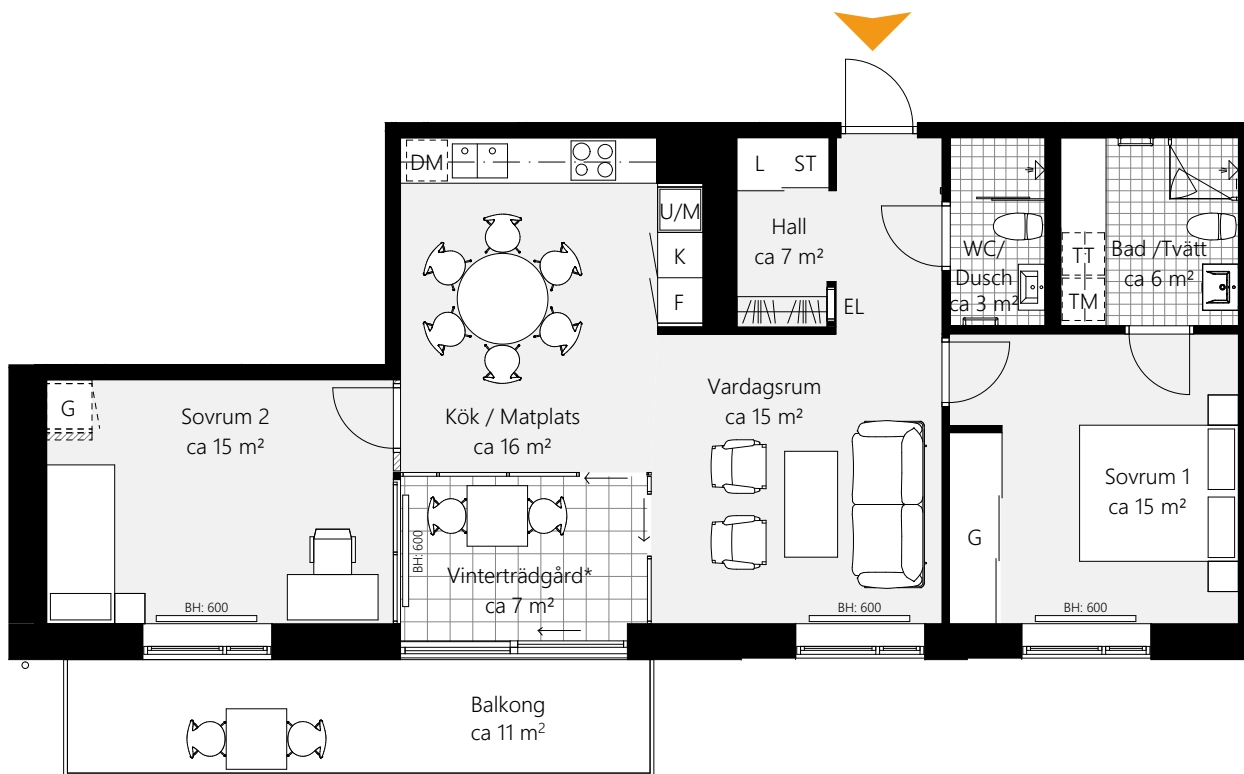 DM
L ST
U/M
K
F
Hall
ca 7 m²
EL
WC/
Dusch
ca 3 m²
TT
TM
Bad /Tvätt
ca 6 m²
G
Sovrum 2
ca 15 m²
Kök / Matplats
ca 16 m²
Vardagsrum
ca 15 m²
Sovrum 1
ca 15 m²
G
BH: 600
Vinterträdgård*
ca 7 m²
BH: 600
BH: 600
BH: 600
Balkong
ca 11 m²